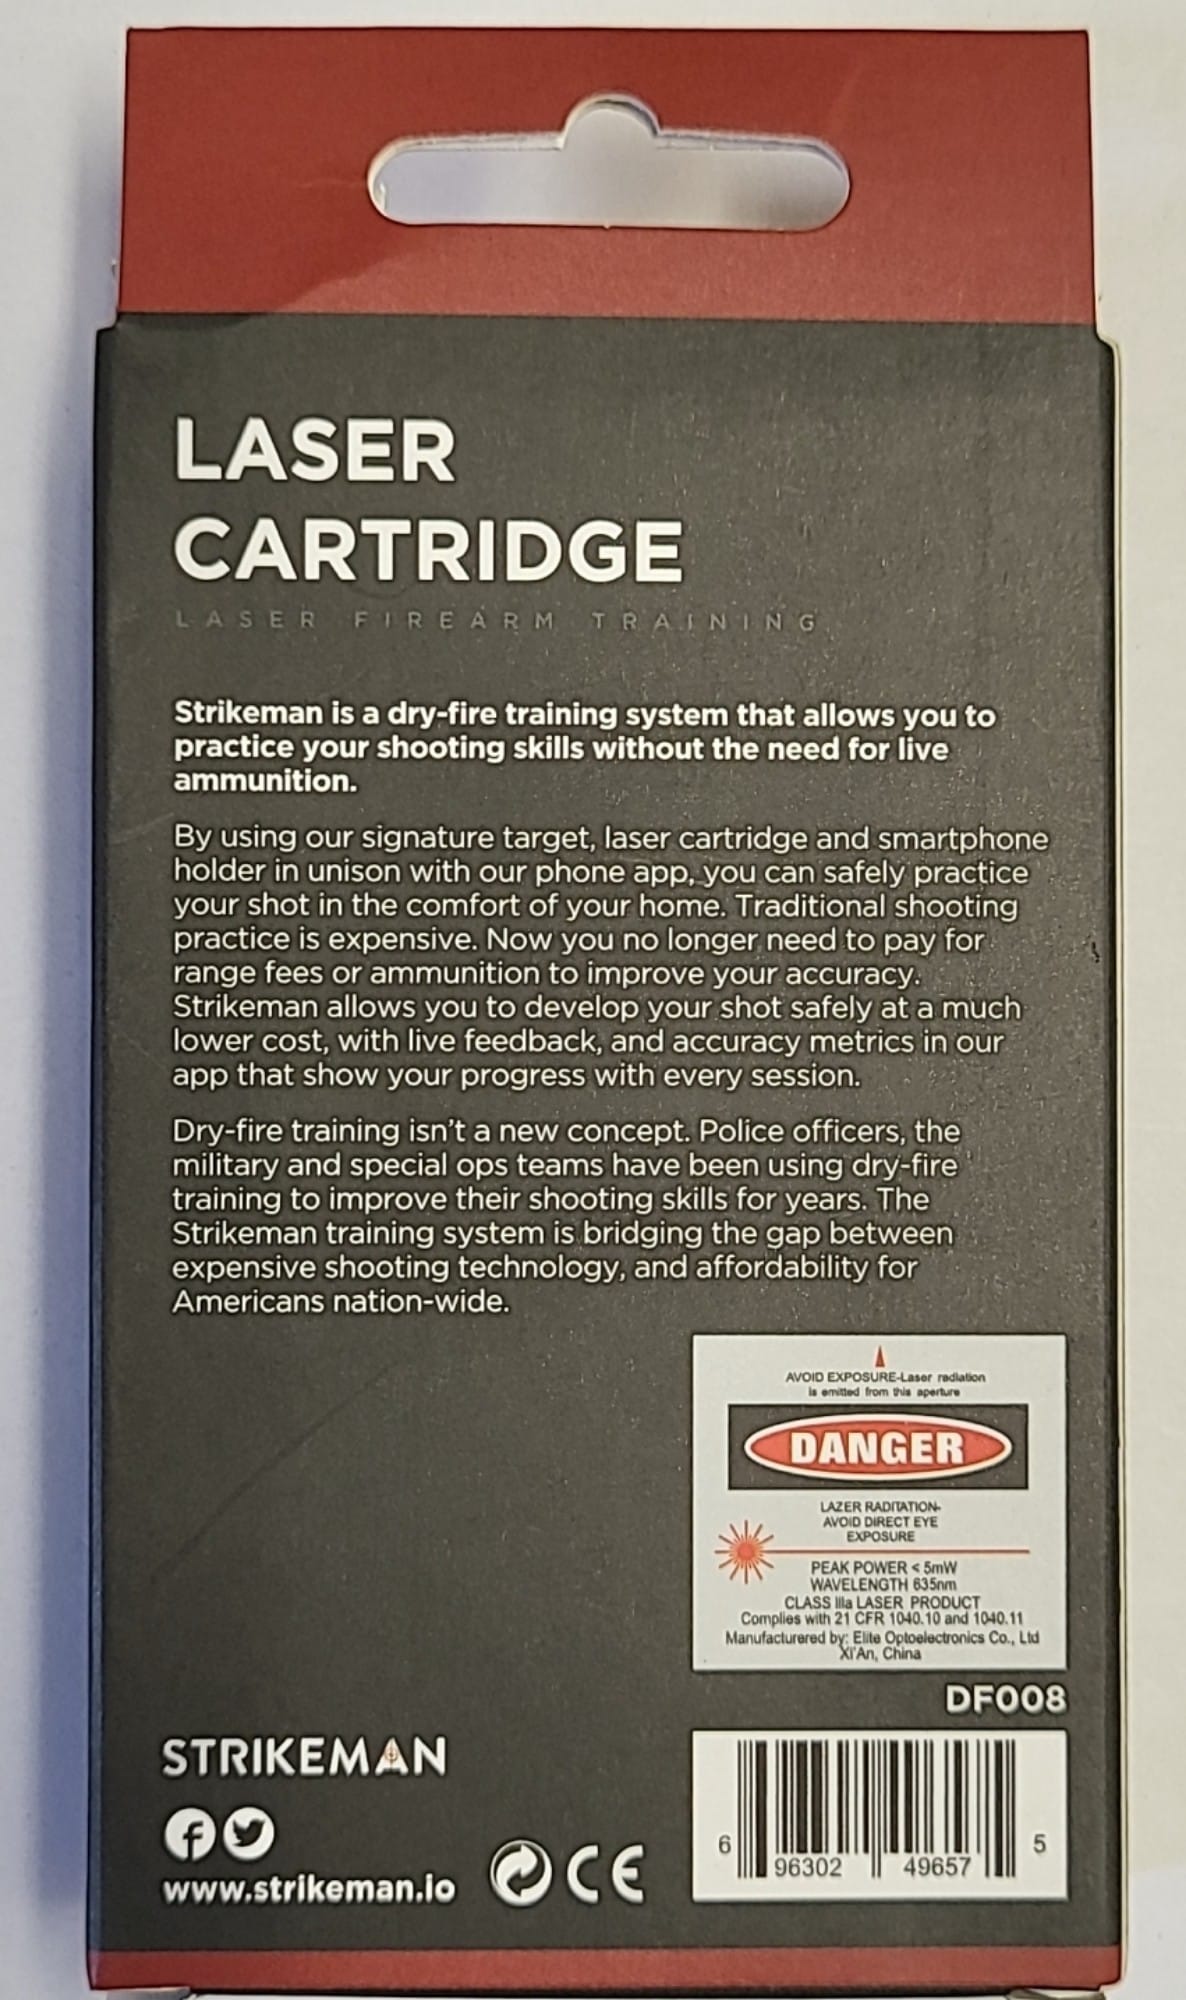 LASER
CARTRIDGE
LASER FIREARM TRAINING
Strikeman is a dry-fire training system that allows you to
practice your shooting skills without the need for live
ammunition.
By using our signature target, laser cartridge and smartphone
holder in unison with our phone app, you can safely practice
your shot in the comfort of your home. Traditional shooting
practice is expensive. Now you no longer need to pay for
range fees or ammunition to improve your accuracy.
Strikeman allows you to develop your shot safely at a much
lower cost, with live feedback, and accuracy metrics in our
app that show your progress with every session.
Dry-fire training isn't a new concept. Police officers, the
military and special ops teams have been using dry-fire
training to improve their shooting skills for years. The
Strikeman training system is bridging the gap between
expensive shooting technology, and affordability for
Americans nation-wide.
AVOID EXPOSURE-Laser radiation
is emitted from this aperture
DANGER
LAZER RADITATION-
AVOID DIRECT EYE
EXPOSURE
PEAK POWER < 5mW
WAVELENGTH 635nm
CLASS IIIa LASER PRODUCT
Complies with 21 CFR 1040.10 and 1040.11
Manufacturered by: Elite Optoelectronics Co., Ltd
Xi'An, China
DF008
STRIKEMAN
www.strikeman.io
CE
6 96302 49657 5